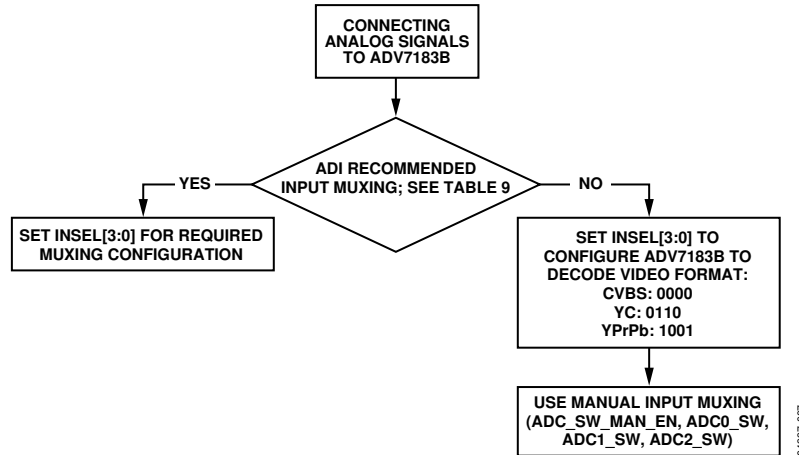 CONNECTING
ANALOG SIGNALS
TO ADV7183B
ADI RECOMMENDED
INPUT MUXING; SEE TABLE 9
YES
NO
SET INSEL[3:0] FOR REQUIRED
MUXING CONFIGURATION
SET INSEL[3:0] TO
CONFIGURE ADV7183B TO
DECODE VIDEO FORMAT:
CVBS: 0000
YC: 0110
YPrPb: 1001
USE MANUAL INPUT MUXING
(ADC_SW_MAN_EN, ADC0_SW,
ADC1_SW, ADC2_SW)